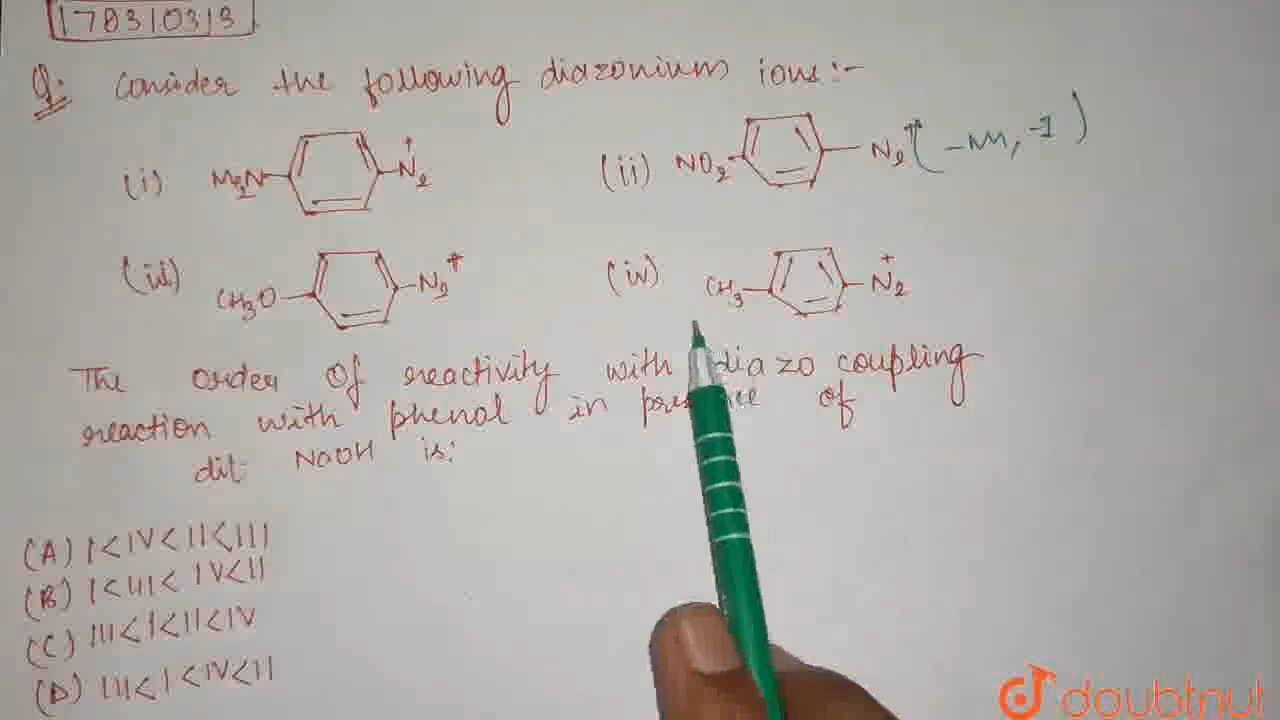 178310313
Q: Consider the following diazonium ions:-
(i) Me2N- -N2+ (ii) NO2- -N2+ (-M, -I)
(iii) CH3O- -N2+ (iv) CH3- -N2+
The order of reactivity with diazo coupling
reaction with phenol in presence of
dil. NaOH is:
(A) I<IV<II<III
(B) I<III<IV<II
(C) III<I<II<IV
(D) III<I<IV<II
doubtnut